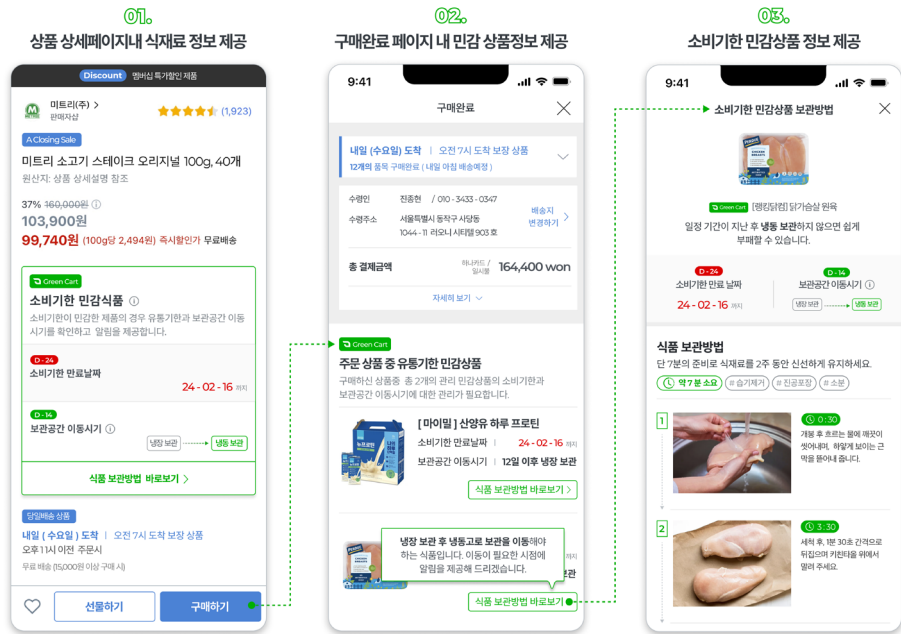 01.
상품 상세페이지내 식재료 정보 제공
Discount 멤버십 특가할인 제품
미트리(주) >
판매자샵
(1,923)
A Closing Sale
미트리 소고기 스테이크 오리지널 100g, 40개
원산지: 상품 상세설명 참조
37% 160,000원
103,900원
99,740원 (100g당 2,494원) 즉시할인가 무료배송
Green Cart
소비기한 민감식품
소비기한이 민감한 제품의 경우 유통기한과 보관공간 이동
시기를 확인하고 알림을 제공합니다.
D - 24
소비기한 만료날짜
24 - 02 - 16 까지
D - 14
보관공간 이동시기
냉장 보관
냉동 보관
식품 보관방법 바로보기 >
당일배송 상품
내일 ( 수요일 ) 도착 | 오전 7시 도착 보장 상품
오후 11시 이전 주문시
무료 배송 (15,000원 이상 구매 시)
선물하기
구매하기
02.
구매완료 페이지 내 민감 상품정보 제공
9:41
구매완료
내일 (수요일) 도착 | 오전 7시 도착 보장 상품
12개의 품목 구매완료 ( 내일 아침 배송예정 )
수령인 진종현 / 010 - 3433 - 0347
수령주소 서울특별시 동작구 사당동
1044 - 11 러오니 시티텔 903 호
배송지
변경하기 >
총 결제금액
하나카드 /
일시불
164,400 won
자세히 보기
Green Cart
주문 상품 중 유통기한 민감상품
구매하신 상품중 총 2개의 관리 민감상품의 소비기한과
보관공간 이동시기에 대한 관리가 필요합니다.
[ 마이밀 ] 산양유 하루 프로틴
소비기한 만료날짜 | 24 - 02 - 16 까지
보관공간 이동시기 | 12일 이후 냉장 보관
식품 보관방법 바로보기 >
냉장 보관 후 냉동고로 보관을 이동해야
하는 식품입니다. 이동이 필요한 시점에
알림을 제공해 드리겠습니다.
까지
보관
식품 보관방법 바로보기
03.
소비기한 민감상품 정보 제공
9:41
소비기한 민감상품 보관방법
Green Cart [랭킹닭컴] 닭가슴살 원육
일정 기간이 지난 후 냉동 보관하지 않으면 쉽게
부패할 수 있습니다.
D - 24
소비기한 만료 날짜
24 - 02 - 16 까지
D - 14
보관공간 이동시기
냉장 보관
냉동 보관
식품 보관방법
단 7분의 준비로 식재료를 2주 동안 신선하게 유지하세요.
약 7 분 소요
# 습기제거
# 진공포장
# 소분
1
0 : 30
개봉 후 흐르는 물에 깨끗이
씻어내며, 하얗게 보이는 근
막을 뜯어내 줍니다.
2
3 : 30
세척 후, 1분 30초 간격으로
뒤집으며 키친타올 위에서
말려 주세요.